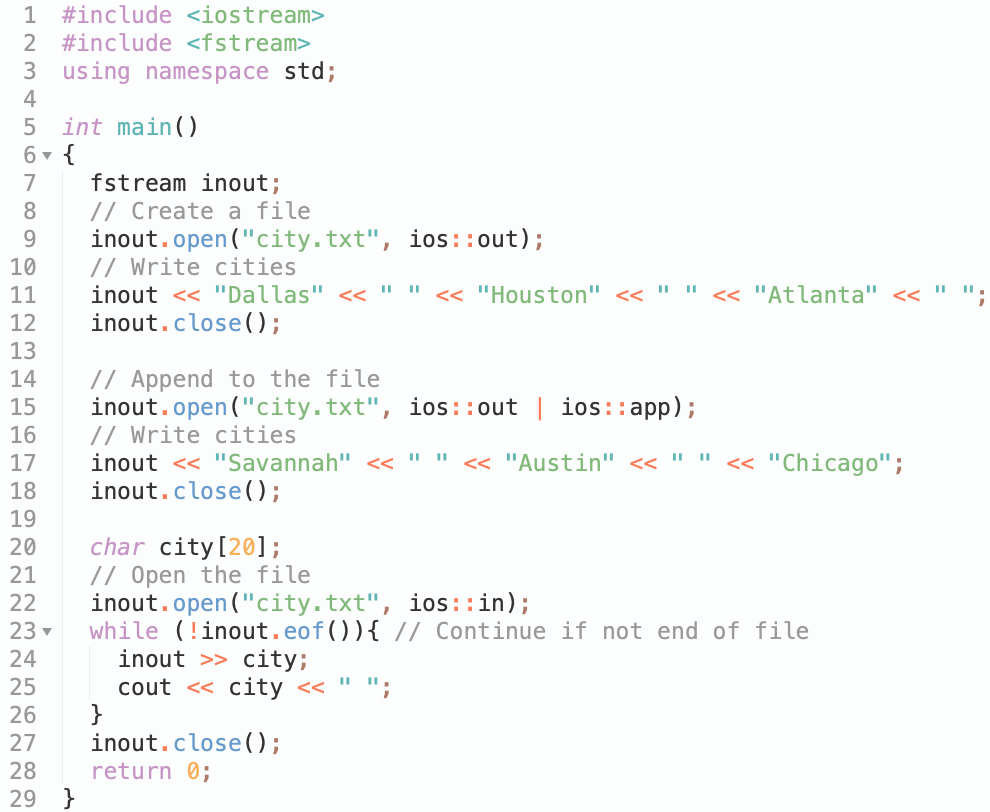 1 #include <iostream>
2 #include <fstream>
3 using namespace std;
4
5 int main()
6 {
7   fstream inout;
8   // Create a file
9   inout.open("city.txt", ios::out);
10   // Write cities
11   inout << "Dallas" << " " << "Houston" << " " << "Atlanta" << " ";
12   inout.close();
13
14   // Append to the file
15   inout.open("city.txt", ios::out | ios::app);
16   // Write cities
17   inout << "Savannah" << " " << "Austin" << " " << "Chicago";
18   inout.close();
19
20   char city[20];
21   // Open the file
22   inout.open("city.txt", ios::in);
23   while (!inout.eof()){ // Continue if not end of file
24     inout >> city;
25     cout << city << " ";
26   }
27   inout.close();
28   return 0;
29 }